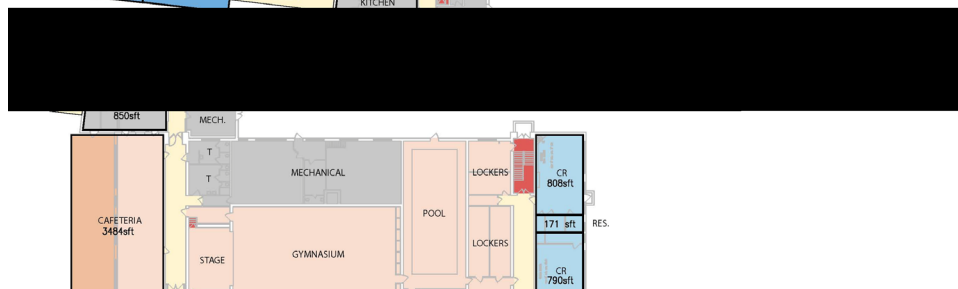 KITCHEN
850sft
MECH.
T
T
MECHANICAL
LOCKERS
CR
808sft
CAFETERIA
3484sft
POOL
171 sft
RES.
STAGE
GYMNASIUM
LOCKERS
CR
790sft